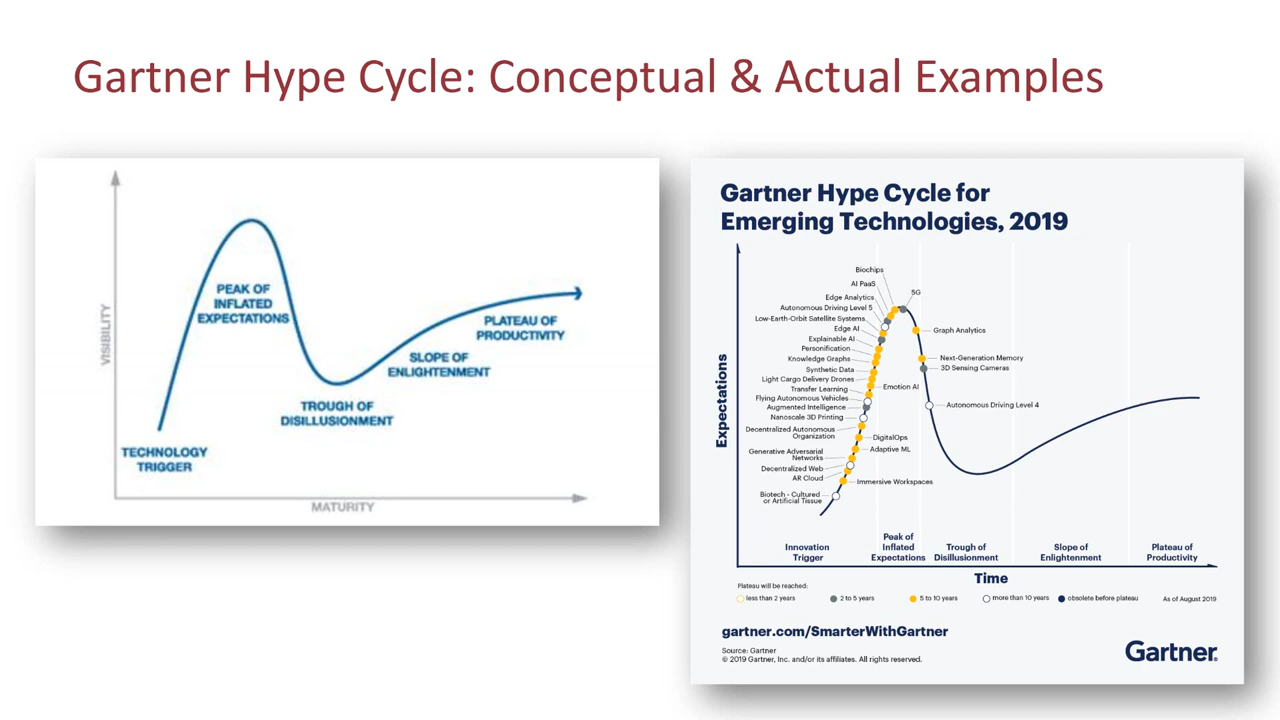 Gartner Hype Cycle: Conceptual & Actual Examples
VISIBILITY
PEAK OF
INFLATED
EXPECTATIONS
PLATEAU OF
PRODUCTIVITY
SLOPE OF
ENLIGHTENMENT
TROUGH OF
DISILLUSIONMENT
TECHNOLOGY
TRIGGER
MATURITY
Gartner Hype Cycle for
Emerging Technologies, 2019
Expectations
Biochips
AI PaaS
5G
Edge Analytics
Autonomous Driving Level 5
Low-Earth-Orbit Satellite Systems
Edge AI
Graph Analytics
Explainable AI
Personification
Knowledge Graphs
Next-Generation Memory
3D Sensing Cameras
Synthetic Data
Light Cargo Delivery Drones
Emotion AI
Transfer Learning
Flying Autonomous Vehicles
Augmented Intelligence
Autonomous Driving Level 4
Nanoscale 3D Printing
Decentralized Autonomous
Organization
DigitalOps
Adaptive ML
Generative Adversarial
Networks
Decentralized Web
AR Cloud
Immersive Workspaces
Biotech - Cultured
or Artificial Tissue
Innovation
Trigger
Peak of
Inflated
Expectations
Trough of
Disillusionment
Slope of
Enlightenment
Plateau of
Productivity
Time
Plateau will be reached:
less than 2 years
2 to 5 years
5 to 10 years
more than 10 years
obsolete before plateau
As of August 2019
gartner.com/SmarterWithGartner
Source: Gartner
© 2019 Gartner, Inc. and/or its affiliates. All rights reserved.
Gartner.